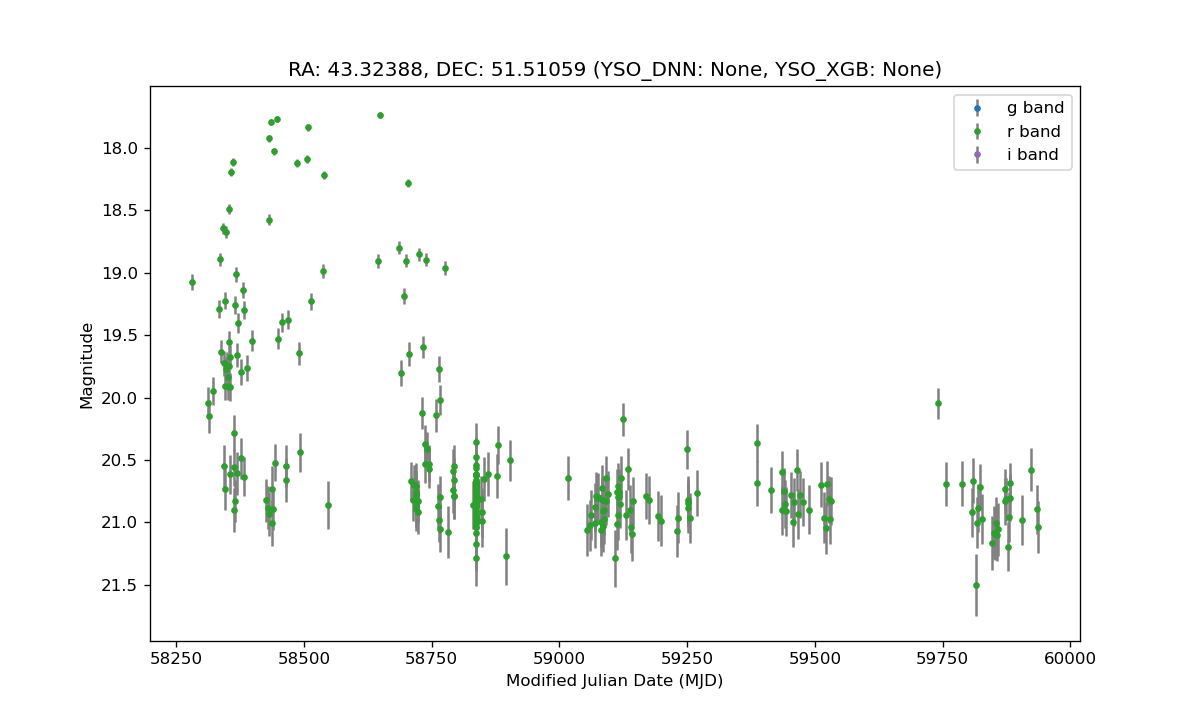 RA: 43.32388, DEC: 51.51059 (YSO_DNN: None, YSO_XGB: None)
g band
r band
i band
18.0
18.5
19.0
19.5
20.0
20.5
21.0
21.5
Magnitude
58250 58500 58750 59000 59250 59500 59750 60000
Modified Julian Date (MJD)